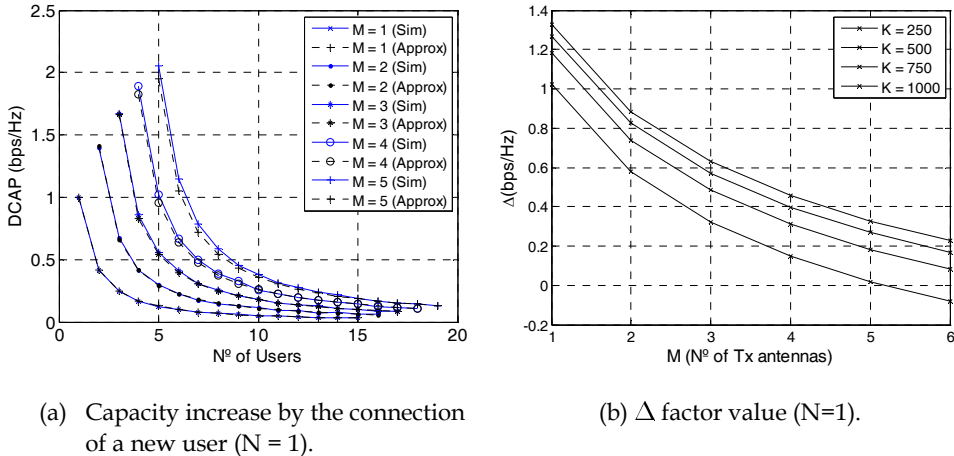 2.5
2
1.5
1
0.5
0
DCAP (bps/Hz)
0
5
10
15
20
Nº of Users
M = 1 (Sim)
M = 1 (Approx)
M = 2 (Sim)
M = 2 (Approx)
M = 3 (Sim)
M = 3 (Approx)
M = 4 (Sim)
M = 4 (Approx)
M = 5 (Sim)
M = 5 (Approx)
1.4
1.2
1
0.8
0.6
0.4
0.2
0
-0.2
Δ(bps/Hz)
1
2
3
4
5
6
M (Nº of Tx antennas)
K = 250
K = 500
K = 750
K = 1000
(a) Capacity increase by the connection
of a new user (N = 1).
(b) Δ factor value (N=1).